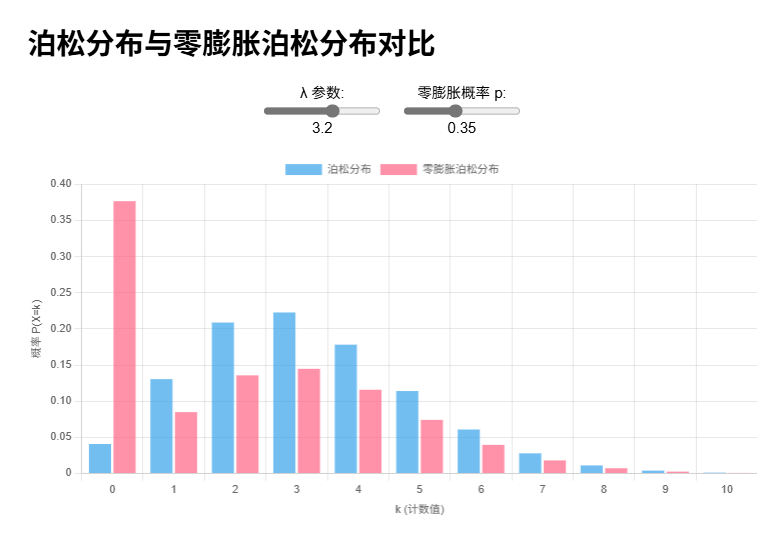 泊松分布与零膨胀泊松分布对比
λ 参数: 零膨胀概率 p:
3.2 0.35
泊松分布 零膨胀泊松分布
0.40
0.35
0.30
0.25
0.20
0.15
0.10
0.05
0
概率 P(X=k)
0 1 2 3 4 5 6 7 8 9 10
k (计数值)